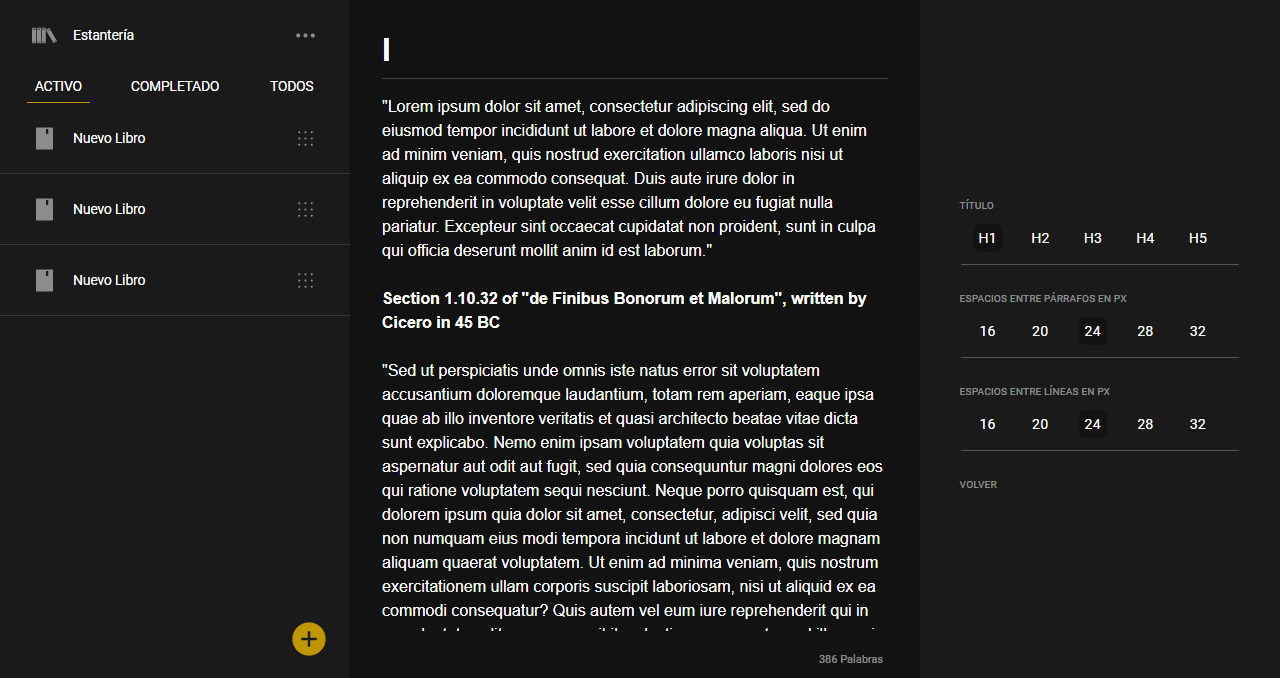 Estantería
ACTIVO COMPLETADO TODOS
Nuevo Libro
Nuevo Libro
Nuevo Libro
I
"Lorem ipsum dolor sit amet, consectetur adipiscing elit, sed do
eiusmod tempor incididunt ut labore et dolore magna aliqua. Ut enim
ad minim veniam, quis nostrud exercitation ullamco laboris nisi ut
aliquip ex ea commodo consequat. Duis aute irure dolor in
reprehenderit in voluptate velit esse cillum dolore eu fugiat nulla
pariatur. Excepteur sint occaecat cupidatat non proident, sunt in culpa
qui officia deserunt mollit anim id est laborum."
Section 1.10.32 of "de Finibus Bonorum et Malorum", written by
Cicero in 45 BC
"Sed ut perspiciatis unde omnis iste natus error sit voluptatem
accusantium doloremque laudantium, totam rem aperiam, eaque ipsa
quae ab illo inventore veritatis et quasi architecto beatae vitae dicta
sunt explicabo. Nemo enim ipsam voluptatem quia voluptas sit
aspernatur aut odit aut fugit, sed quia consequuntur magni dolores eos
qui ratione voluptatem sequi nesciunt. Neque porro quisquam est, qui
dolorem ipsum quia dolor sit amet, consectetur, adipisci velit, sed quia
non numquam eius modi tempora incidunt ut labore et dolore magnam
aliquam quaerat voluptatem. Ut enim ad minima veniam, quis nostrum
exercitationem ullam corporis suscipit laboriosam, nisi ut aliquid ex ea
commodi consequatur? Quis autem vel eum iure reprehenderit qui in
386 Palabras
TÍTULO
H1 H2 H3 H4 H5
ESPACIOS ENTRE PÁRRAFOS EN PX
16 20 24 28 32
ESPACIOS ENTRE LÍNEAS EN PX
16 20 24 28 32
VOLVER